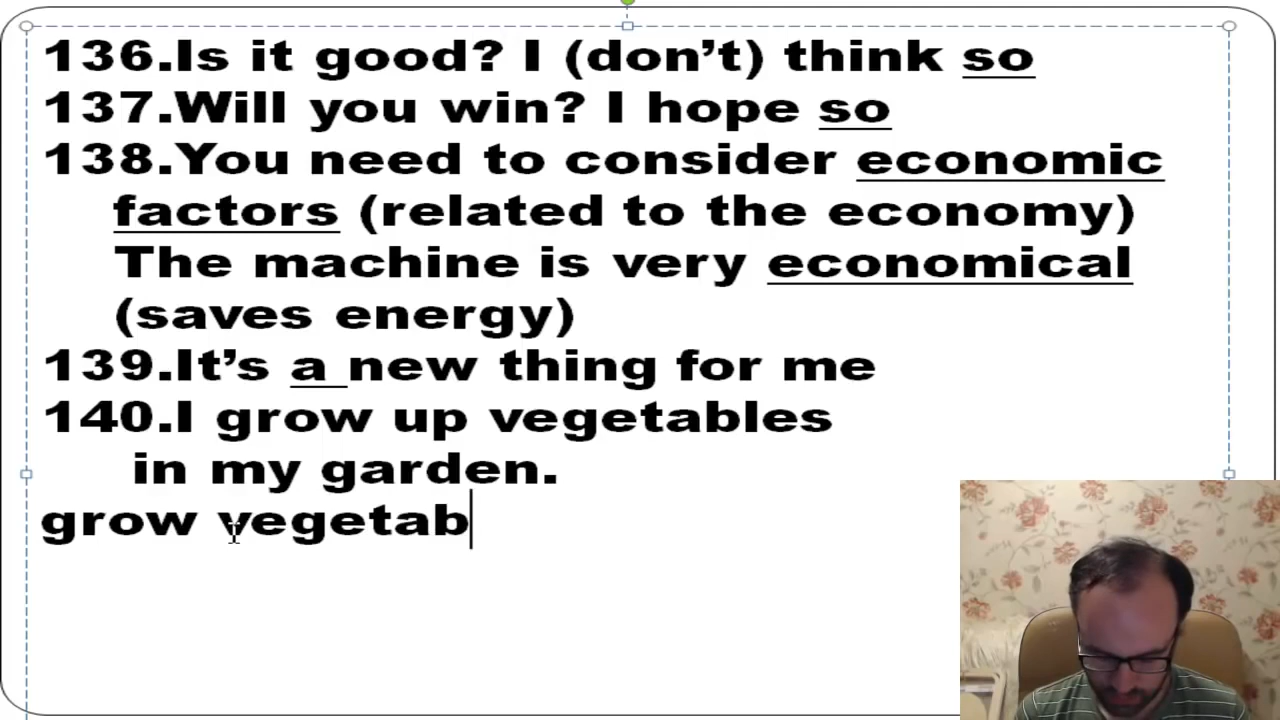 136.Is it good? I (don’t) think so
137.Will you win? I hope so
138.You need to consider economic
factors (related to the economy)
The machine is very economical
(saves energy)
139.It’s a new thing for me
140.I grow up vegetables
in my garden.
grow vegetab